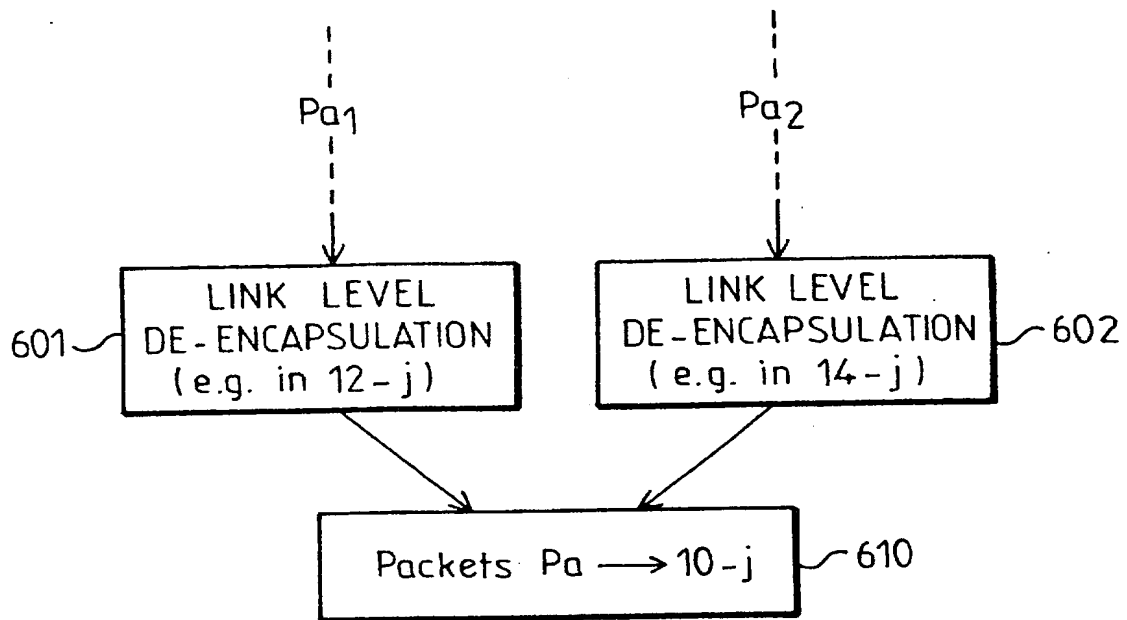 Pa1
Pa2
LINK LEVEL
DE-ENCAPSULATION
(e.g. in 12-j)
601
LINK LEVEL
DE-ENCAPSULATION
(e.g. in 14-j)
602
Packets Pa → 10-j
610